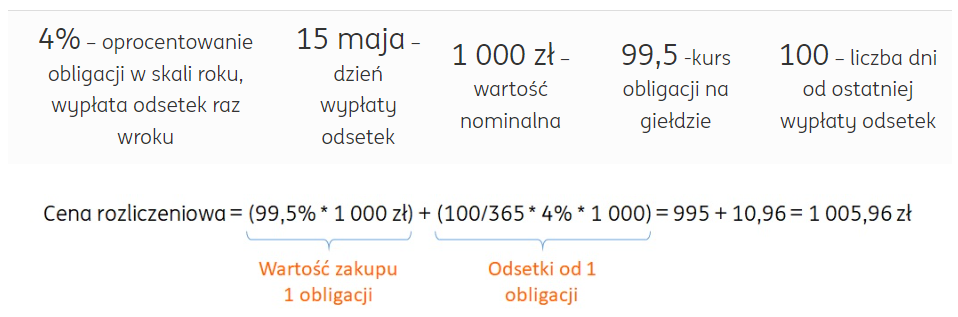 4% – oprocentowanie
obligacji w skali roku,
wypłata odsetek raz
wroku
15 maja –
dzień
wypłaty
odsetek
1 000 zł –
wartość
nominalna
99,5 -kurs
obligacji na
giełdzie
100 – liczba dni
od ostatniej
wypłaty odsetek
Cena rozliczeniowa = (99,5% * 1 000 zł) + (100/365 * 4% * 1 000) = 995 + 10,96 = 1 005,96 zł
Wartość zakupu
1 obligacji
Odsetki od 1
obligacji